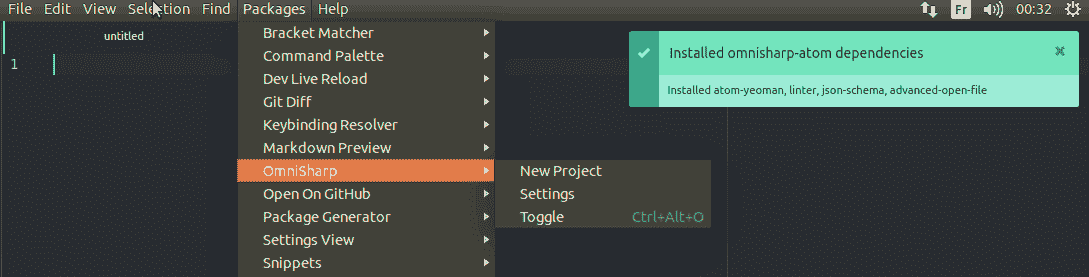 File Edit View Selection Find Packages Help Fr 00:32
untitled
1
Bracket Matcher
Command Palette
Dev Live Reload
Git Diff
Keybinding Resolver
Markdown Preview
OmniSharp
Open On GitHub
Package Generator
Settings View
Snippets
New Project
Settings
Toggle Ctrl+Alt+O
Installed omnisharp-atom dependencies
Installed atom-yeoman, linter, json-schema, advanced-open-file